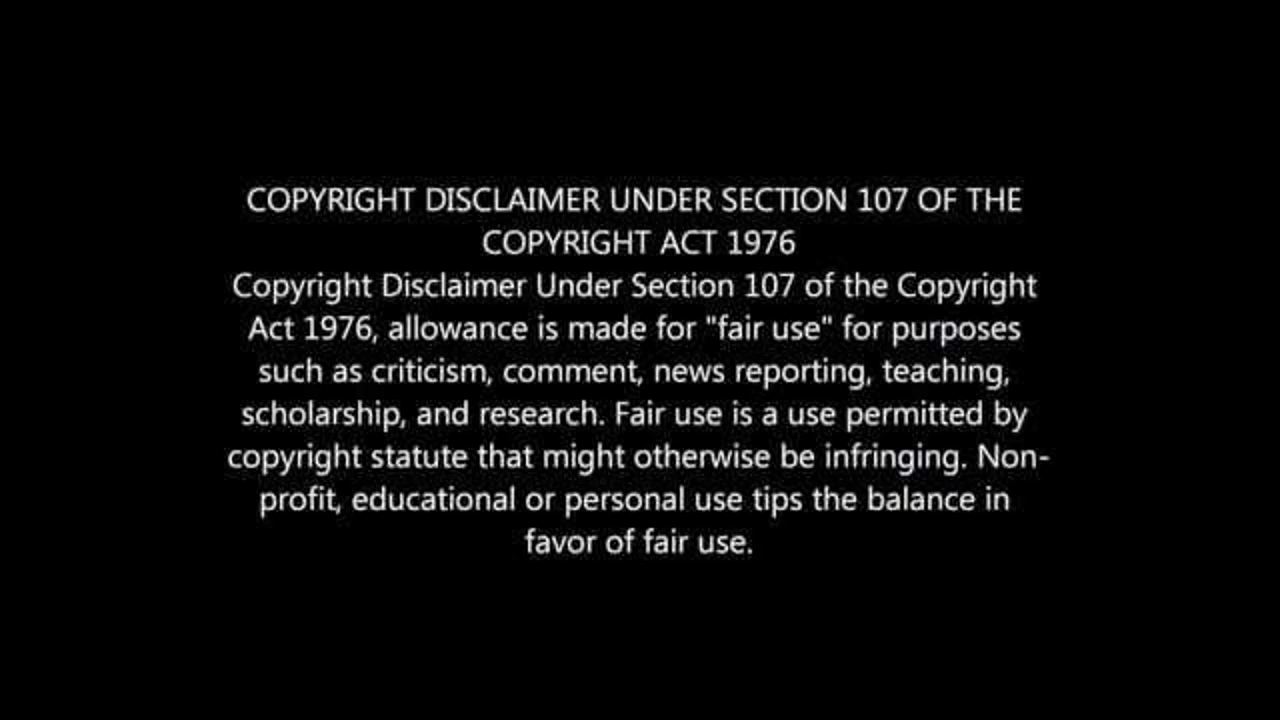 COPYRIGHT DISCLAIMER UNDER SECTION 107 OF THE
COPYRIGHT ACT 1976
Copyright Disclaimer Under Section 107 of the Copyright
Act 1976, allowance is made for "fair use" for purposes
such as criticism, comment, news reporting, teaching,
scholarship, and research. Fair use is a use permitted by
copyright statute that might otherwise be infringing. Non-
profit, educational or personal use tips the balance in
favor of fair use.